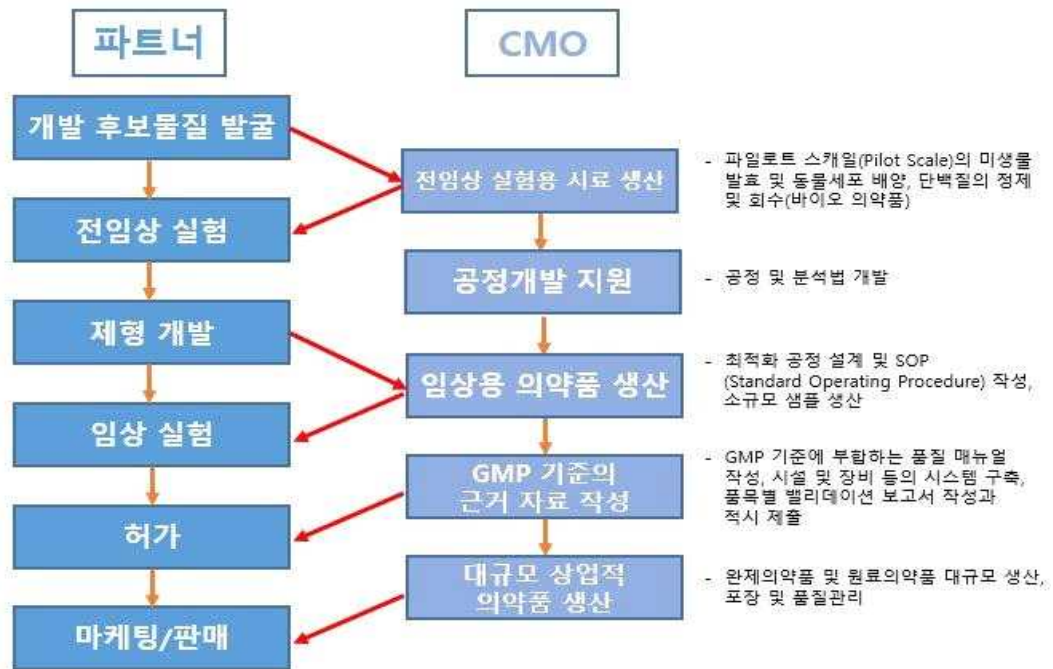 파트너
CMO
개발 후보물질 발굴
전임상 실험
제형 개발
임상 실험
허가
마케팅/판매
전임상 실험용 시료 생산
공정개발 지원
임상용 의약품 생산
GMP 기준의
근거 자료 작성
대규모 상업적
의약품 생산
- 파일로트 스캐일(Pilot Scale)의 미생물
발효 및 동물세포 배양, 단백질의 정제
및 회수(바이오 의약품)
- 공정 및 분석법 개발
- 최적화 공정 설계 및 SOP
(Standard Operating Procedure) 작성,
소규모 샘플 생산
- GMP 기준에 부합하는 품질 매뉴얼
작성, 시설 및 장비 등의 시스템 구축,
품목별 밸리데이션 보고서 작성과
적시 제출
- 완제의약품 및 원료의약품 대규모 생산,
포장 및 품질관리